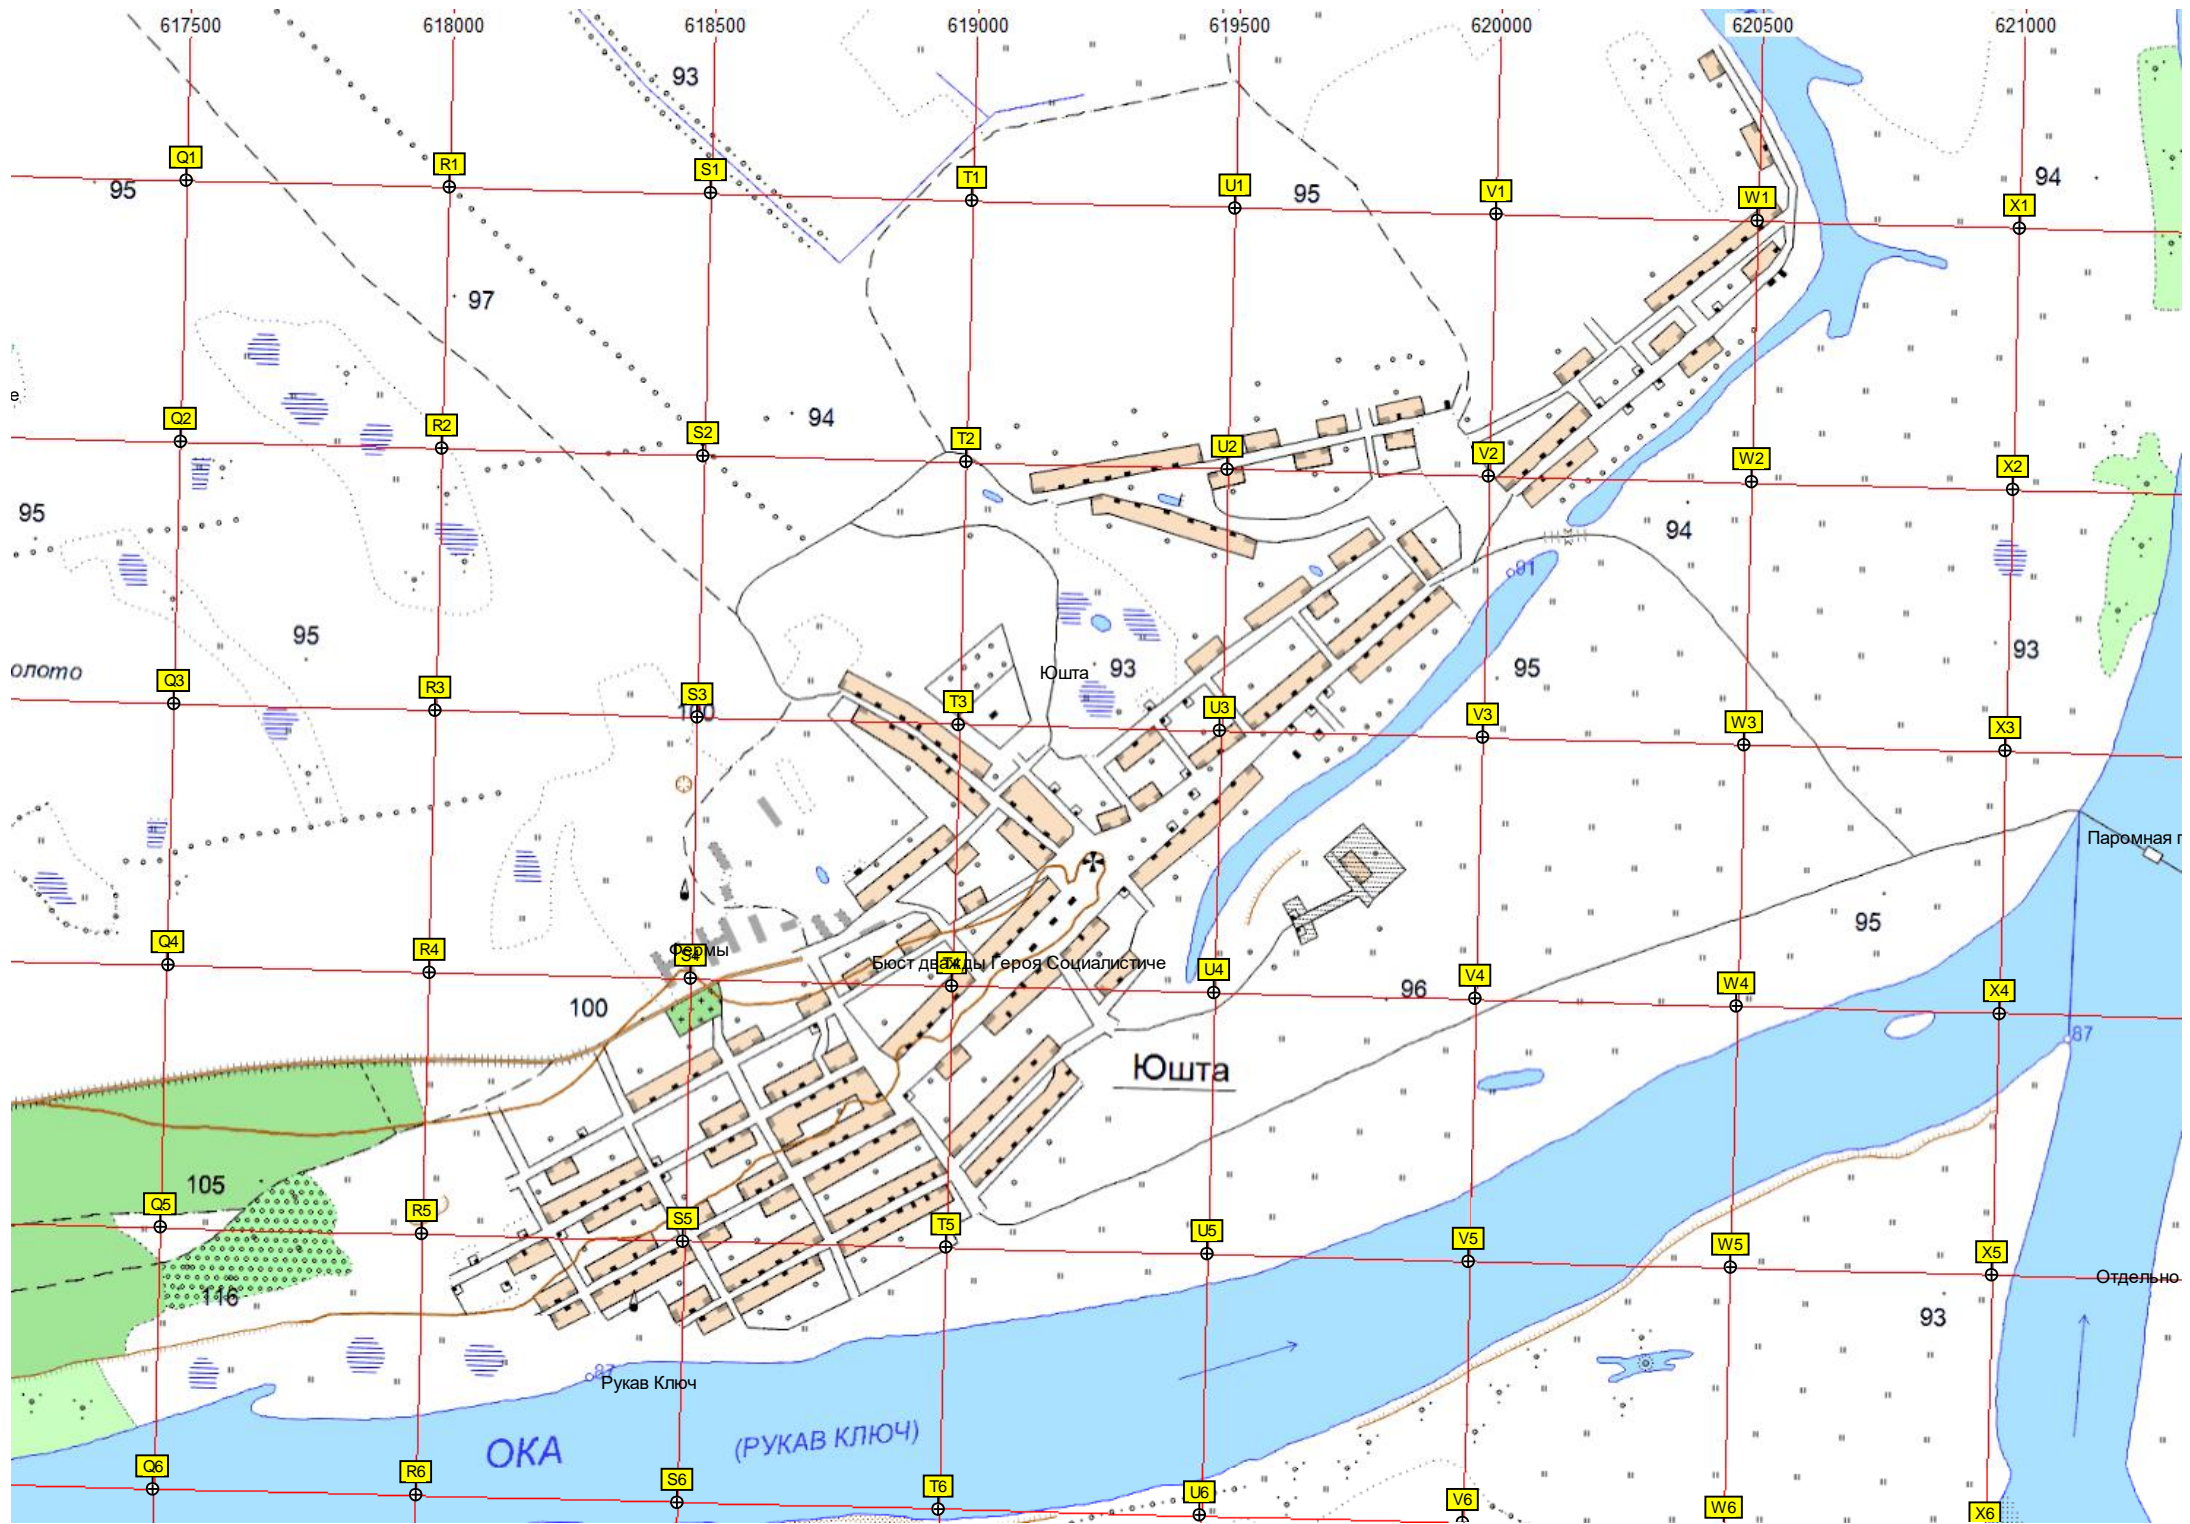 617500 618000 618500 619000 619500 620000 620500 621000
93
Q1 R1 S1 T1 U1 V1 W1 X1
95 95 94
97
е
94
Q2 R2 S2 T2 U2 V2 W2 X2
95 94
91
95 93
олото Юшта 93 95
Q3 R3 S3 T3 U3 V3 W3 X3
100
Паромная п
95
Q4 R4 S4 T4 U4 V4 W4 X4
Фермы
Бюст дважды Героя Социалистиче
100 96
87
Юшта
105
Q5 R5 S5 T5 U5 V5 W5 X5
Отдельно
116 93
87
Рукав Ключ
ОКА (РУКАВ КЛЮЧ)
Q6 R6 S6 T6 U6 V6 W6 X6